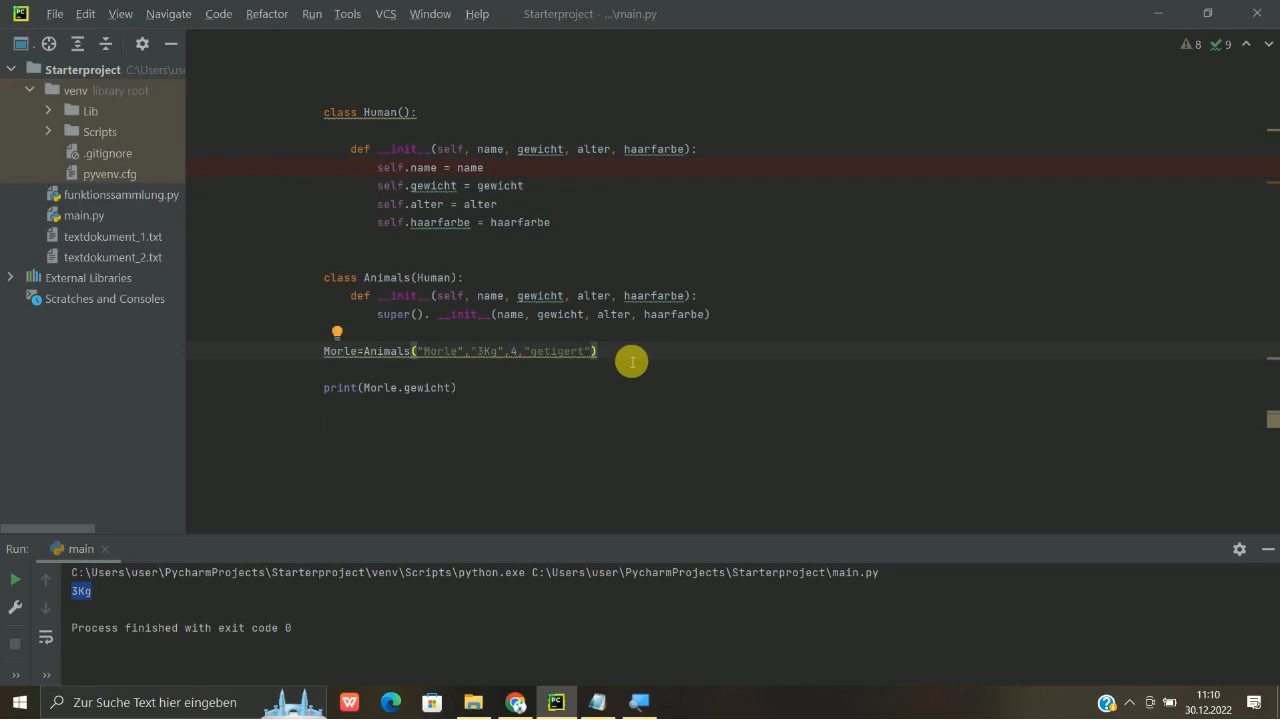 PC File Edit View Navigate Code Refactor Run Tools VCS Window Help Starterproject - ...\main.py
Starterproject C:\Users\use
8 9
venv library root
Lib
Scripts
.gitignore
pyvenv.cfg
funktionssammlung.py
main.py
textdokument_1.txt
textdokument_2.txt
External Libraries
Scratches and Consoles
class Human():
def __init__(self, name, gewicht, alter, haarfarbe):
self.name = name
self.gewicht = gewicht
self.alter = alter
self.haarfarbe = haarfarbe
class Animals(Human):
def __init__(self, name, gewicht, alter, haarfarbe):
super(). __init__(name, gewicht, alter, haarfarbe)
Morle=Animals("Morle","3Kg",4,"getigert")
print(Morle.gewicht)
Run: main
C:\Users\user\PycharmProjects\Starterproject\venv\Scripts\python.exe C:\Users\user\PycharmProjects\Starterproject\main.py
3Kg
Process finished with exit code 0
Zur Suche Text hier eingeben
PC
11:10
30.12.2022